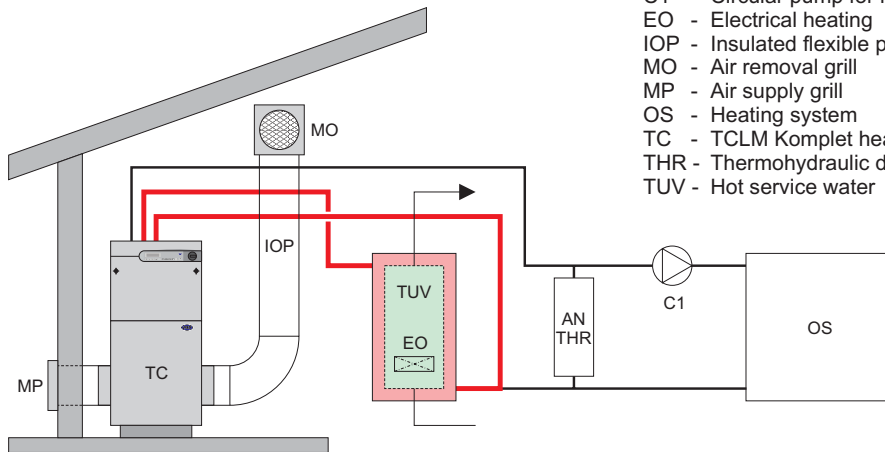 EO - Electrical heating
IOP - Insulated flexible
MO - Air removal grill
MP - Air supply grill
OS - Heating system
TC - TCLM Komplet
THR - Thermohydraulic
TUV - Hot service water
MO
IOP
TUV
EO
AN
THR
C1
OS
TC
MP